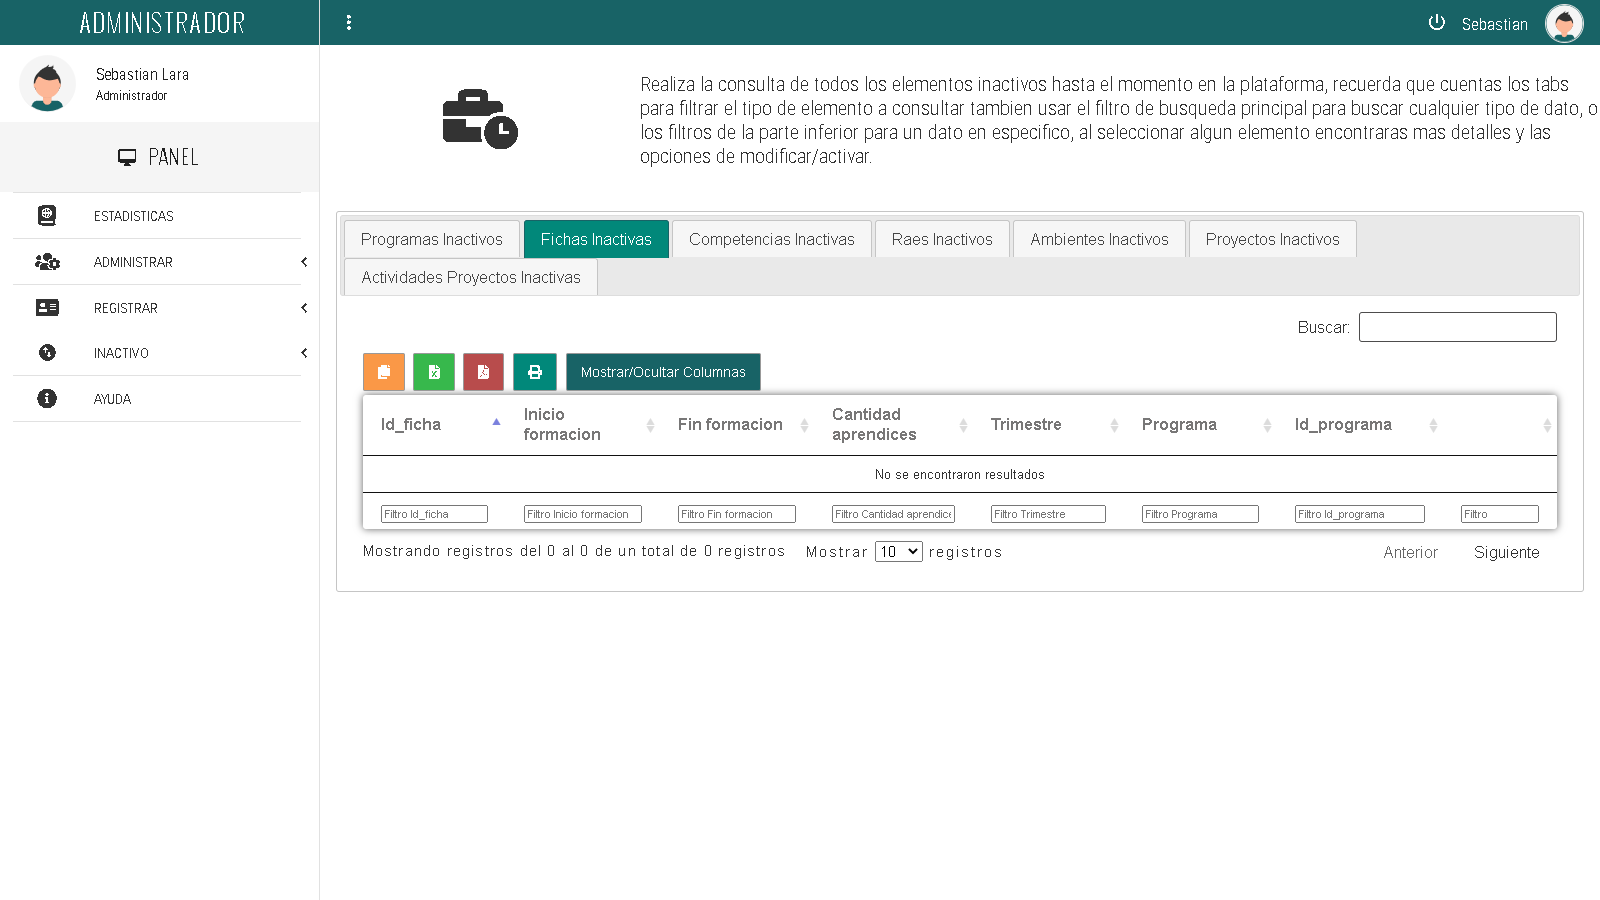 ADMINISTRADOR
Sebastian
Sebastian Lara
Administrador
PANEL
ESTADISTICAS
ADMINISTRAR
REGISTRAR
INACTIVO
AYUDA
Realiza la consulta de todos los elementos inactivos hasta el momento en la plataforma, recuerda que cuentas los tabs
para filtrar el tipo de elemento a consultar tambien usar el filtro de busqueda principal para buscar cualquier tipo de dato, o
los filtros de la parte inferior para un dato en especifico, al seleccionar algun elemento encontraras mas detalles y las
opciones de modificar/activar.
Programas Inactivos Fichas Inactivas Competencias Inactivas Raes Inactivos Ambientes Inactivos Proyectos Inactivos
Actividades Proyectos Inactivas
Buscar:
Mostrar/Ocultar Columnas
Id_ficha Inicio formacion Fin formacion Cantidad aprendices Trimestre Programa Id_programa
No se encontraron resultados
Filtro Id_ficha Filtro Inicio formacion Filtro Fin formacion Filtro Cantidad aprendice Filtro Trimestre Filtro Programa Filtro Id_programa Filtro
Mostrando registros del 0 al 0 de un total de 0 registros Mostrar 10 registros Anterior Siguiente